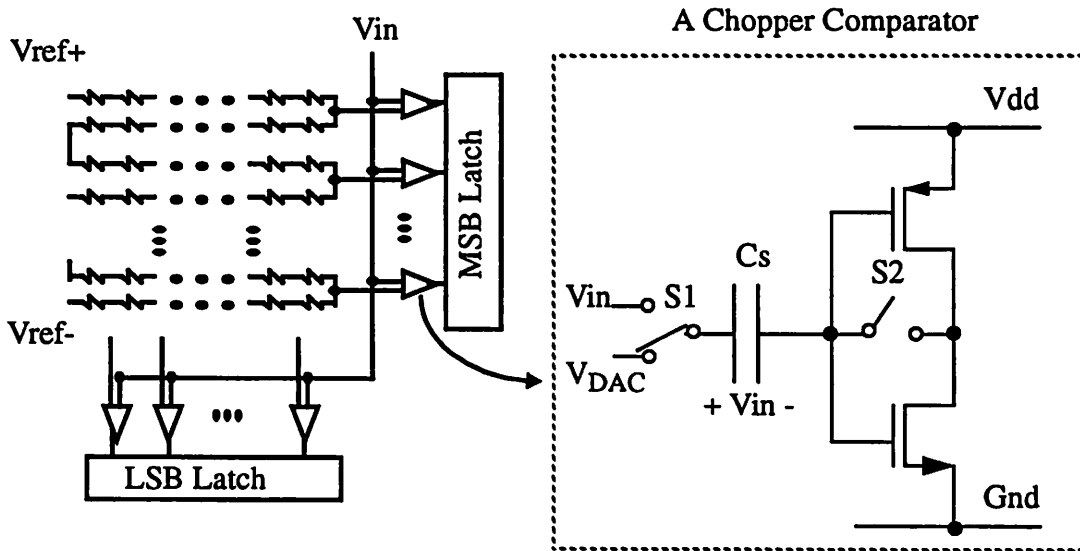 A Chopper Comparator
Vin
Vref+
MSB Latch
Vref-
LSB Latch
Vdd
Cs
S2
Vin
S1
VDAC
+ Vin -
Gnd